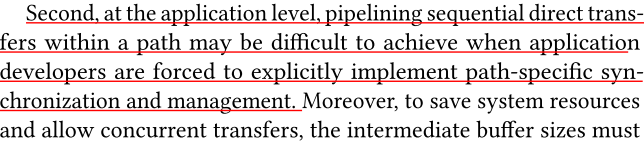 Second, at the application level, pipelining sequential direct trans-
fers within a path may be difficult to achieve when application
developers are forced to explicitly implement path-specific syn-
chronization and management. Moreover, to save system resources
and allow concurrent transfers, the intermediate buffer sizes must